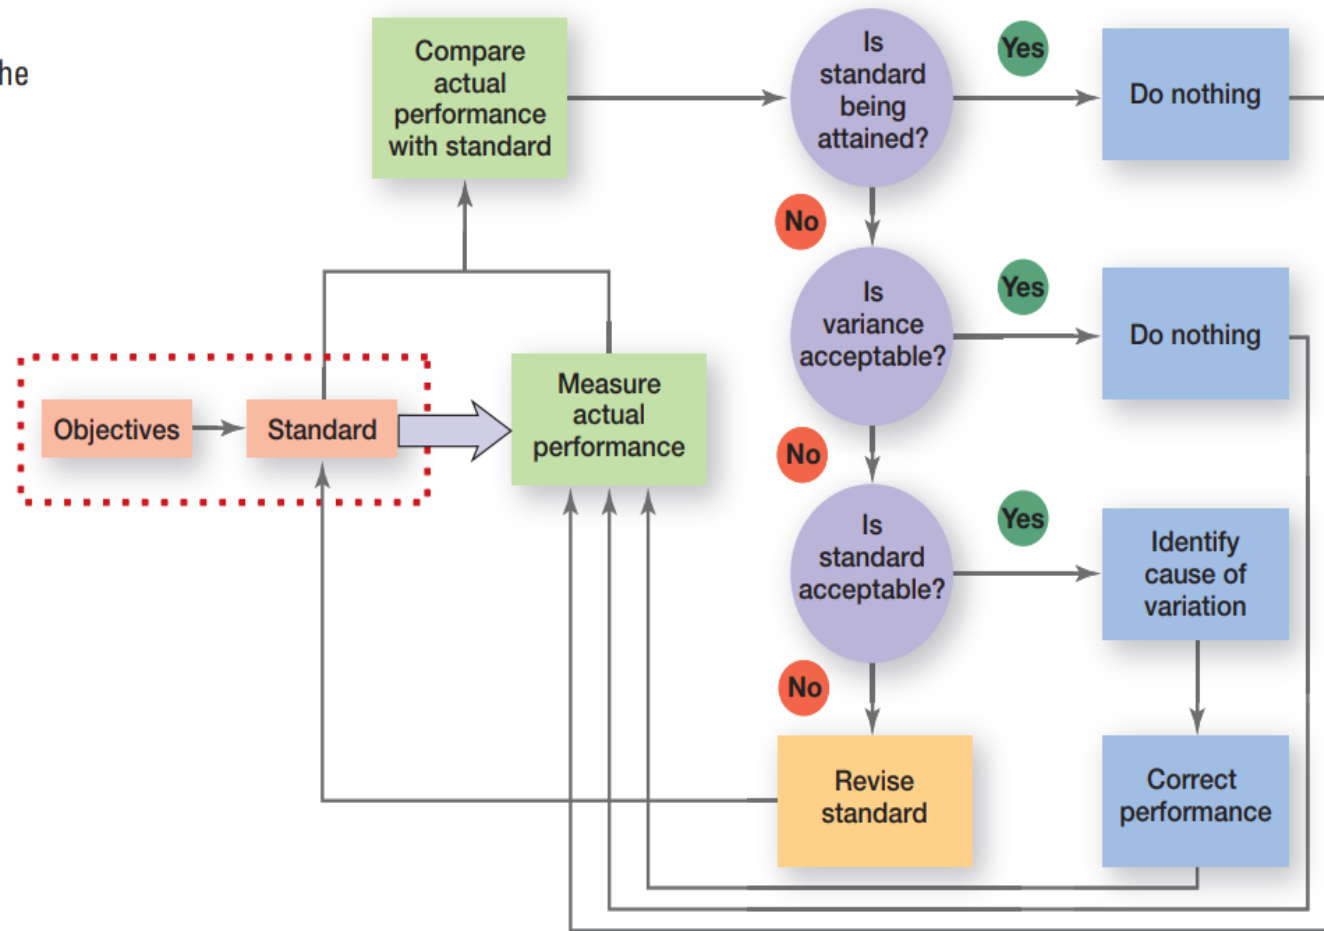 he
Compare
actual
performance
with standard
Is
standard
being
attained?
Yes
Do nothing
No
Is
variance
acceptable?
Yes
Do nothing
Objectives
Standard
Measure
actual
performance
No
Is
standard
acceptable?
Yes
Identify
cause of
variation
No
Revise
standard
Correct
performance